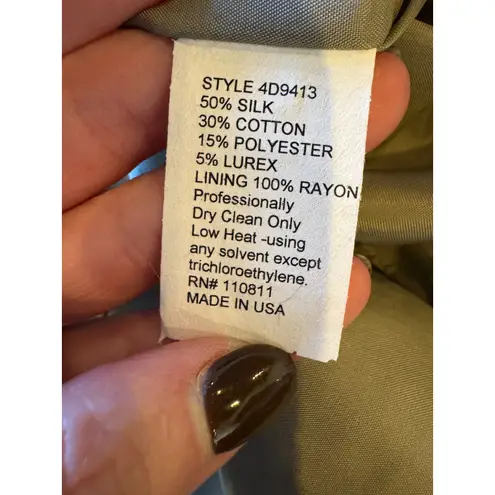 STYLE 4D9413
50% SILK
30% COTTON
15% POLYESTER
5% LUREX
LINING 100% RAYON
Professionally
Dry Clean Only
Low Heat -using
any solvent except
trichloroethylene.
RN# 110811
MADE IN USA